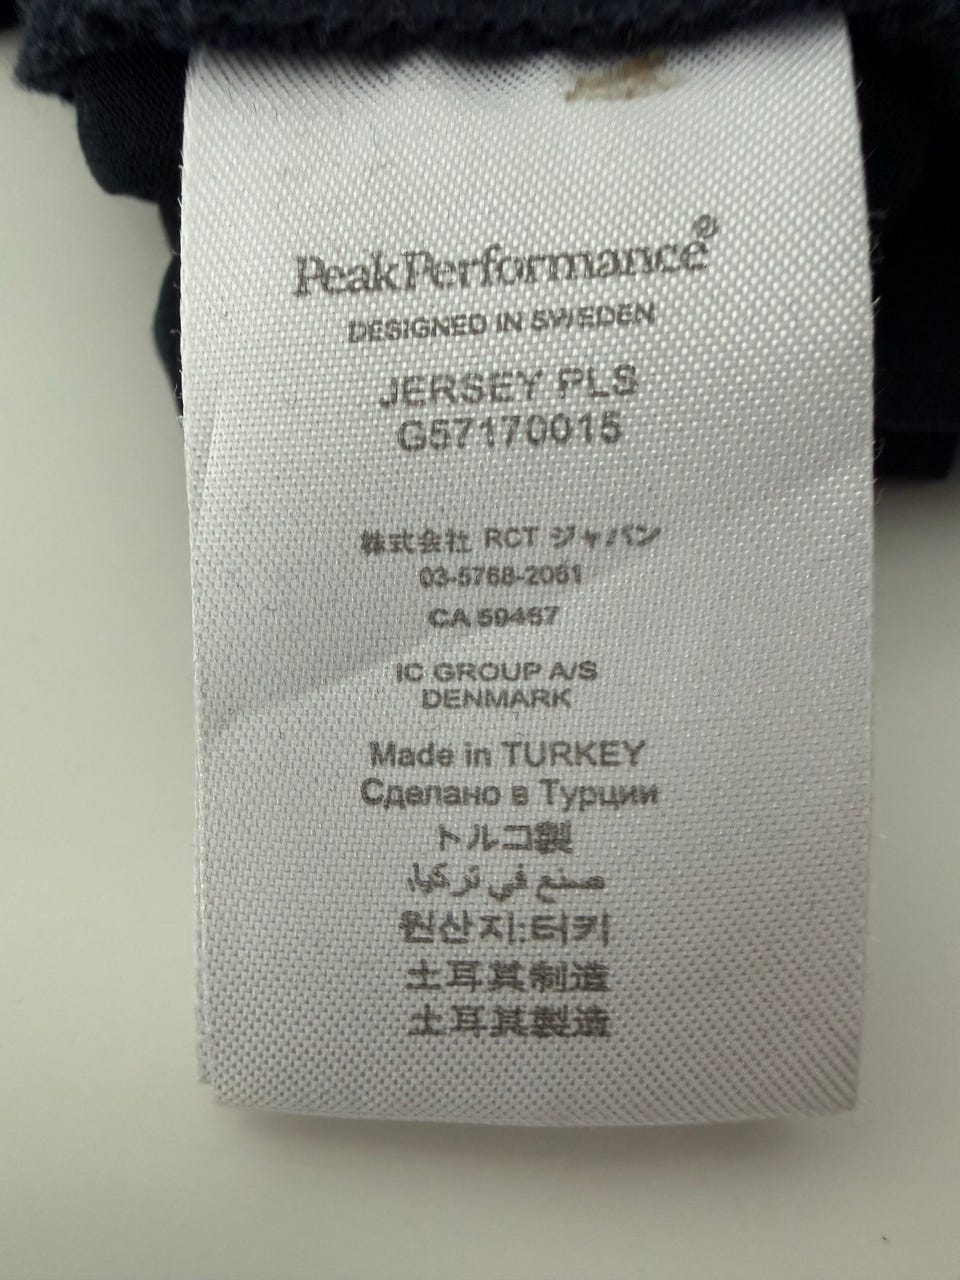 PeakPerformance®
DESIGNED IN SWEDEN
JERSEY PLS
G57170015
株式会社 RCT ジャパン
03-5768-2061
CA 59467
IC GROUP A/S
DENMARK
Made in TURKEY
Сделано в Турции
トルコ製
صنع في تركيا.
원산지:터키
土耳其制造
土耳其製造